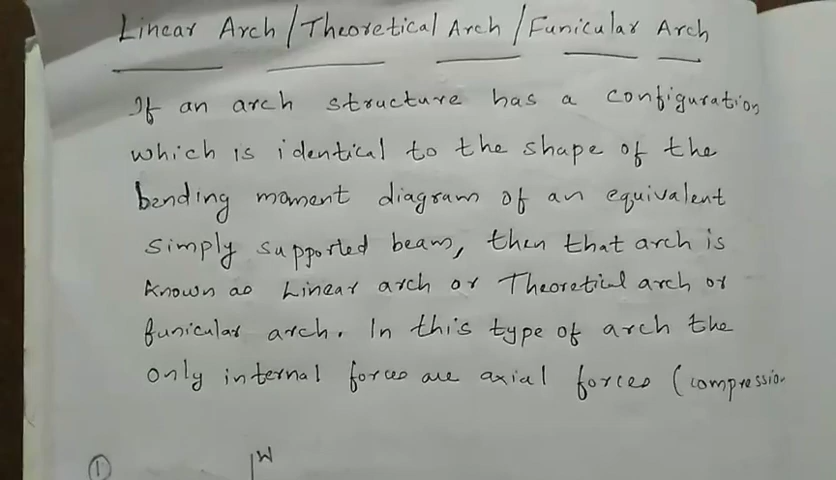 Linear Arch/Theoretical Arch/Funicular Arch
If an arch structure has a configuration
which is identical to the shape of the
bending moment diagram of an equivalent
simply supported beam, then that arch is
known as Linear arch or Theoretical arch or
funicular arch. In this type of arch the
only internal forces are axial forces (compression
① W